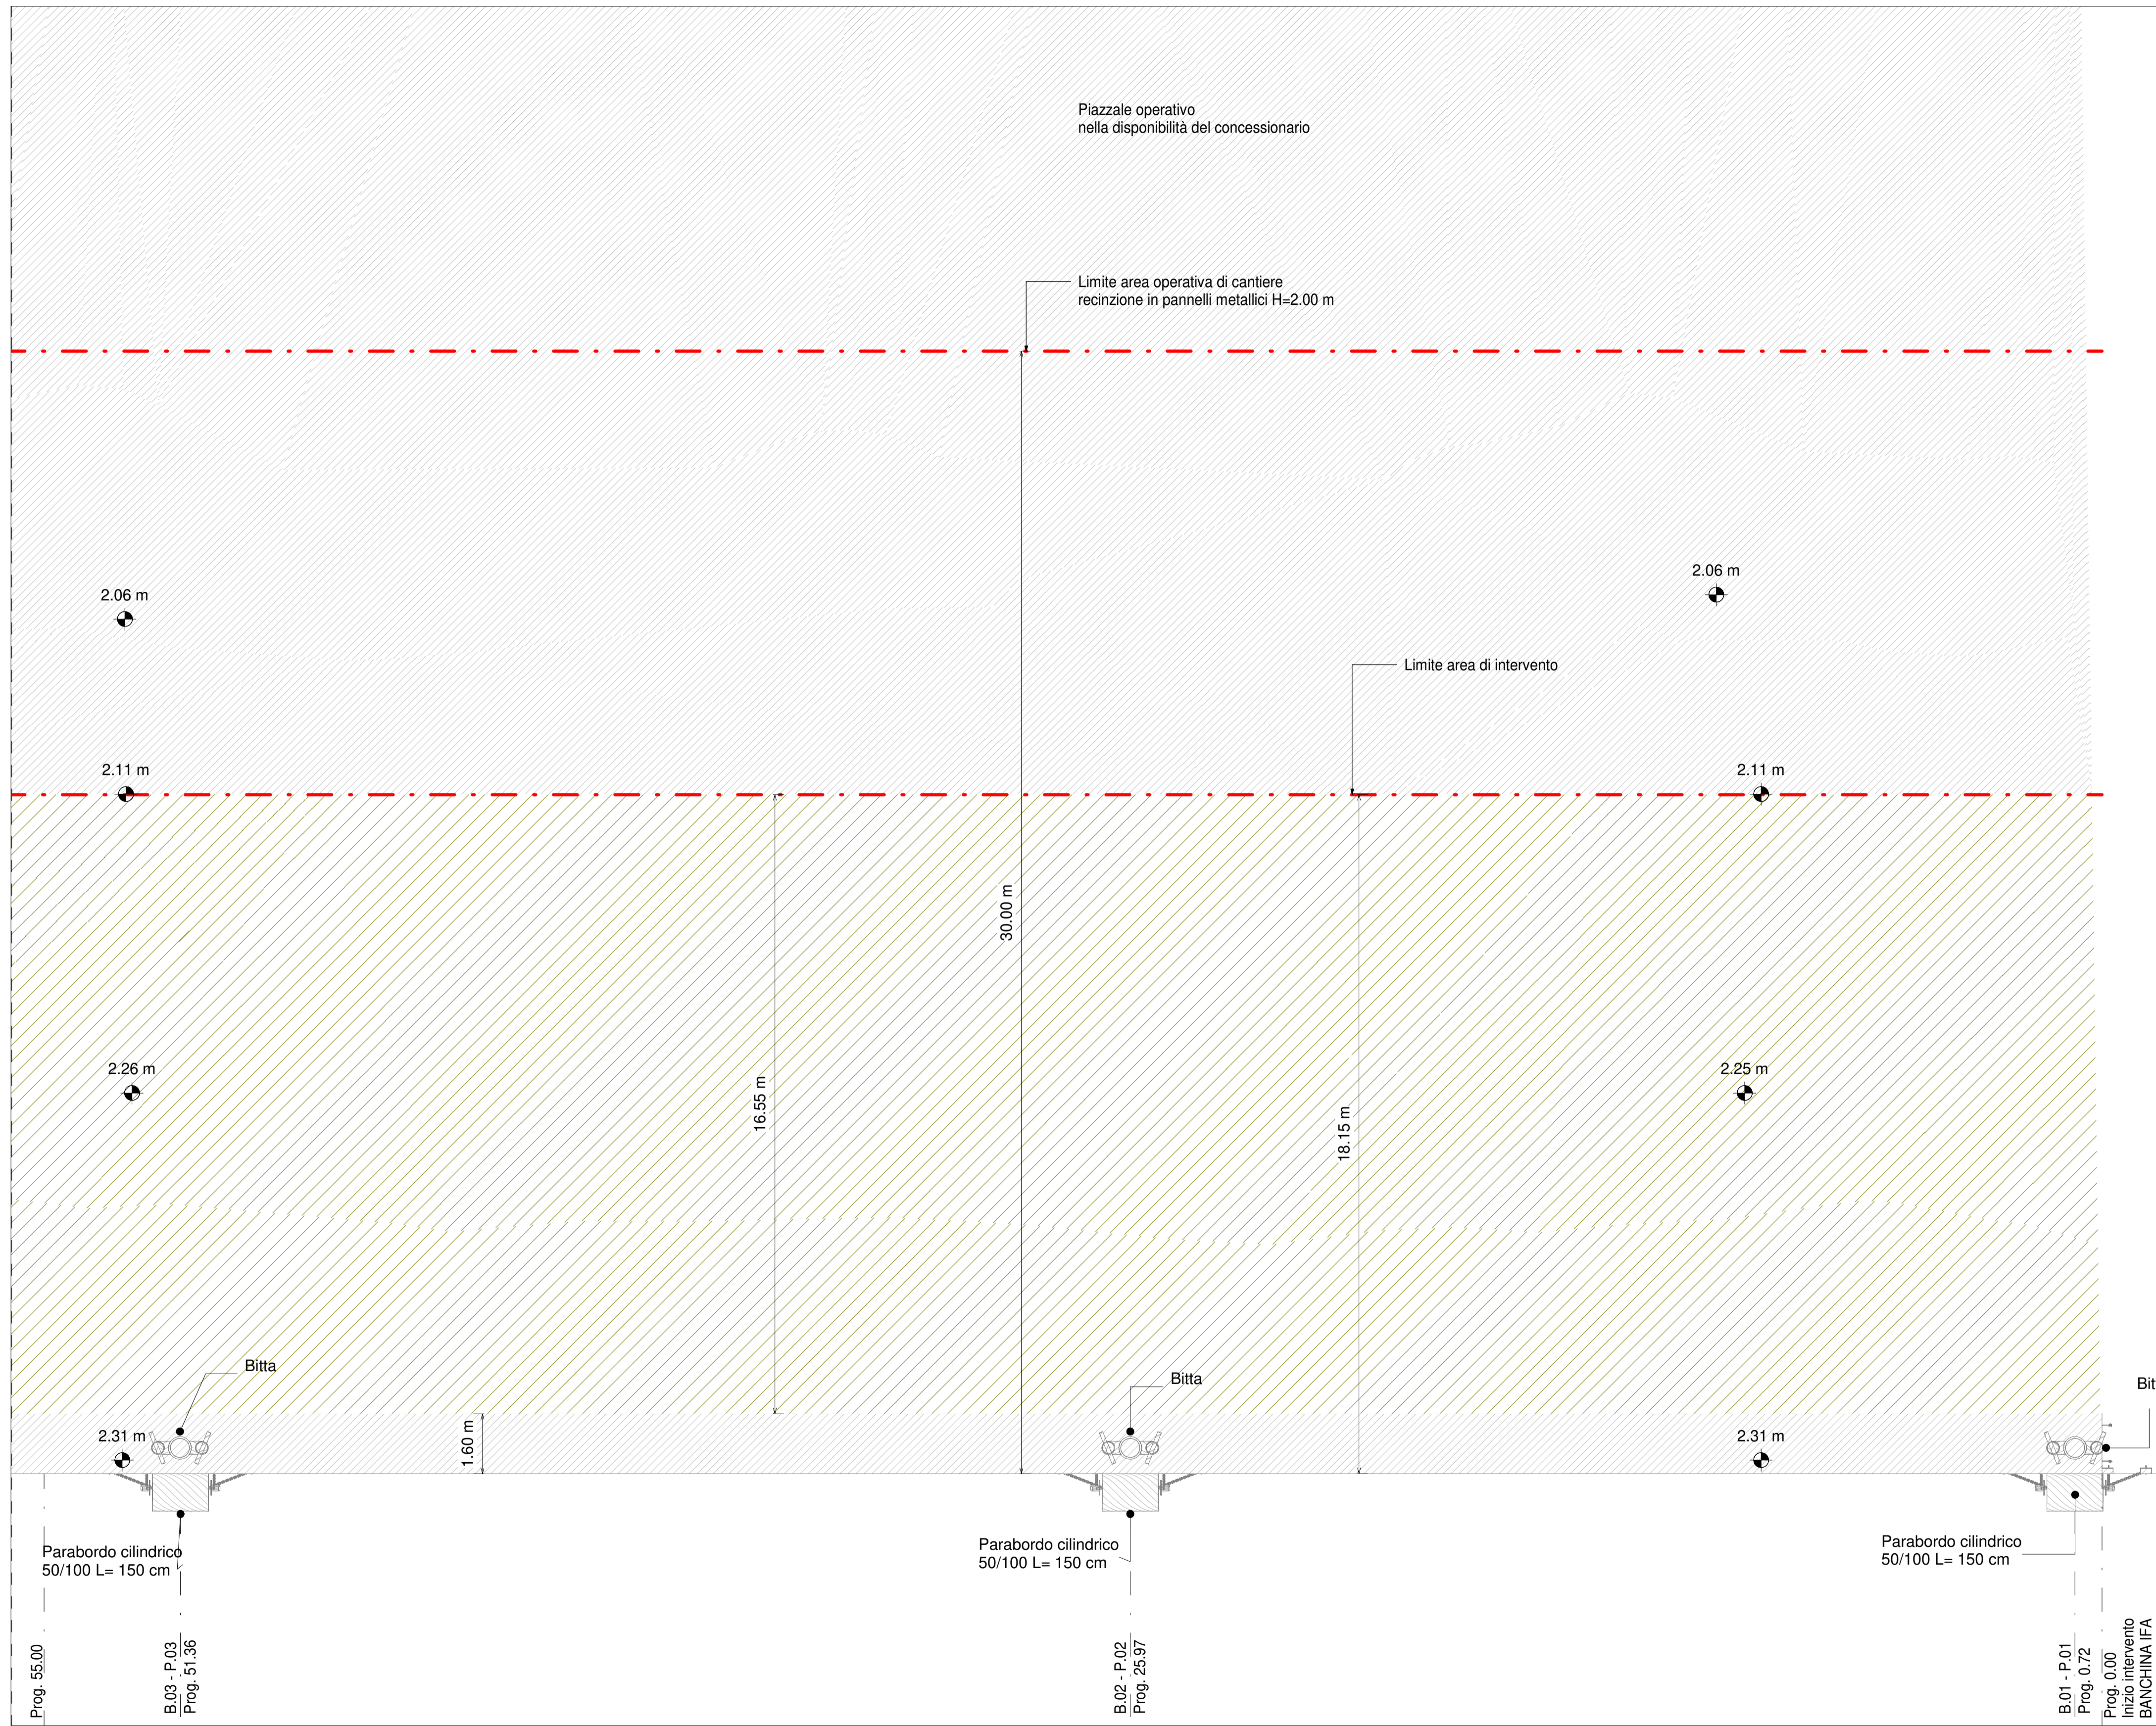 Piazzale operativo
nella disponibilità del concessionario
Limite area operativa di cantiere
recinzione in pannelli metallici H=2.00 m
2.06 m
2.06 m
Limite area di intervento
2.11 m
2.11 m
30.00 m
16.55 m
18.15 m
2.26 m
2.25 m
Bitta
Bitta
Bit
1.60 m
2.31 m
2.31 m
Parabordo cilindrico
50/100 L= 150 cm
Parabordo cilindrico
50/100 L= 150 cm
Parabordo cilindrico
50/100 L= 150 cm
Prog. 55.00
B.03 - P.03
Prog. 51.36
B.02 - P.02
Prog. 25.97
B.01 - P.01
Prog. 0.72
Prog. 0.00
Inizio intervento
BANCHINA IFA